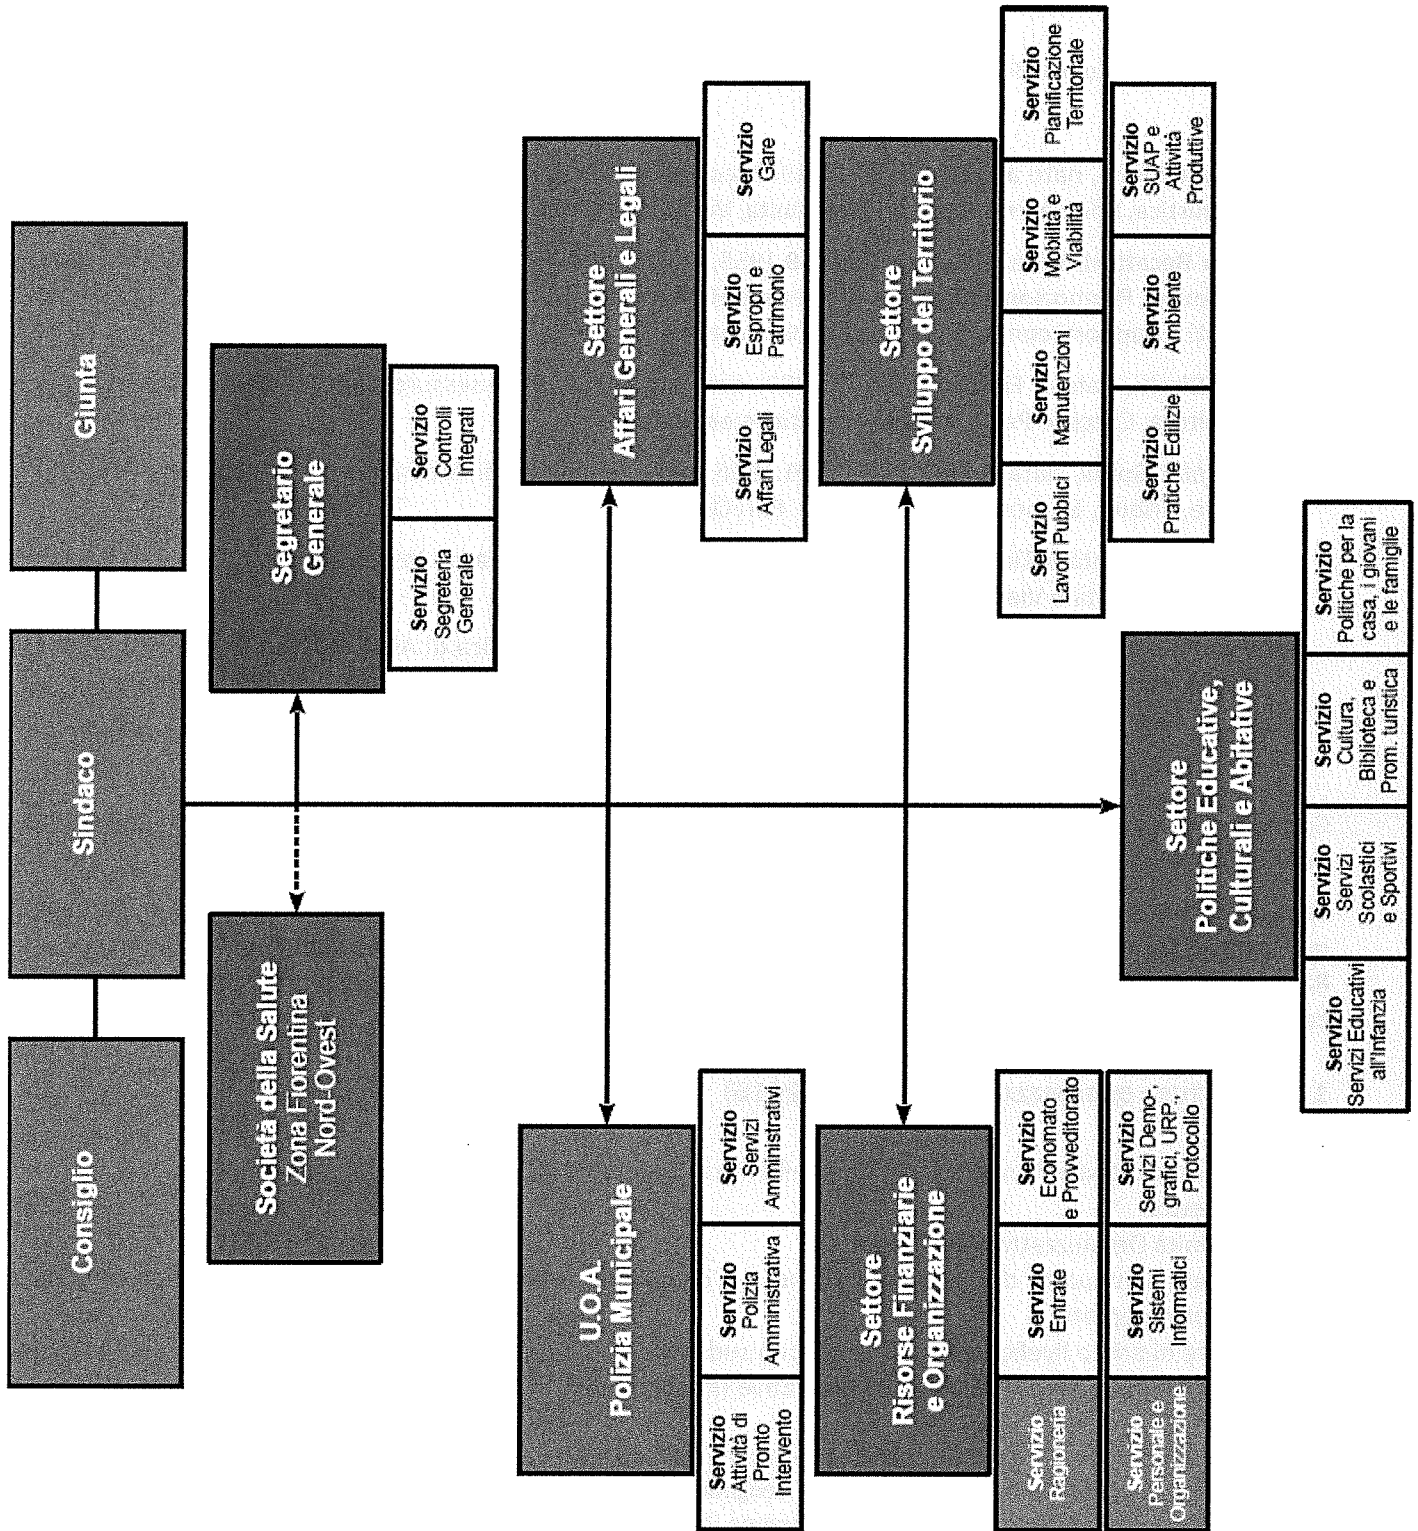 Consiglio
Sindaco
Giunta
Società della Salute
Zona Fiorentina
Nord-Ovest
Segretario
Generale
Servizio
Segreteria
Generale
Servizio
Controlli
Integrati
U.O.A.
Polizia Municipale
Servizio
Attività di
Pronto
Intervento
Servizio
Polizia
Amministrativa
Servizio
Servizi
Amministrativi
Settore
Affari Generali e Legali
Servizio
Affari Legali
Servizio
Espropri e
Patrimonio
Servizio
Gare
Settore
Risorse Finanziarie
e Organizzazione
Servizio
Ragioneria
Servizio
Entrate
Servizio
Economato
e Provveditorato
Servizio
Personale e
Organizzazione
Servizio
Sistemi
Informatici
Servizio
Servizi Demo-
grafici, URP.,
Protocollo
Settore
Sviluppo del Territorio
Servizio
Lavori Pubblici
Servizio
Manutenzioni
Servizio
Mobilità e
Viabilità
Servizio
Pianificazione
Territoriale
Servizio
Pratiche Edilizie
Servizio
Ambiente
Servizio
SUAP e
Attività
Produttive
Settore
Politiche Educative,
Culturali e Abitative
Servizio
Servizi Educativi
all'Infanzia
Servizio
Servizi
Scolastici
e Sportivi
Servizio
Cultura,
Biblioteca e
Prom. turistica
Servizio
Politiche per la
casa, i giovani
e le famiglie